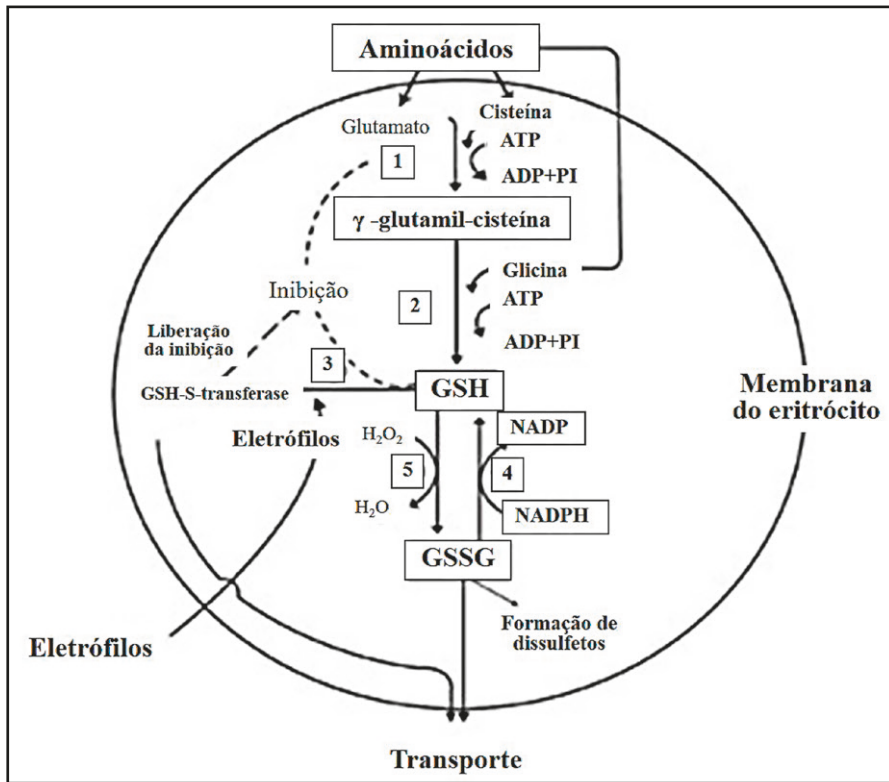 Aminoácidos
Glutamato
Cisteína
ATP
1
ADP+PI
γ -glutamil-cisteína
Glicina
Inibição
2
ATP
Liberação
da inibição
ADP+PI
3
GSH-S-transferase
GSH
Membrana
do eritrócito
Eletrófilos
H₂O₂
NADP
5
4
H₂O
NADPH
GSSG
Formação de
dissulfetos
Eletrófilos
Transporte